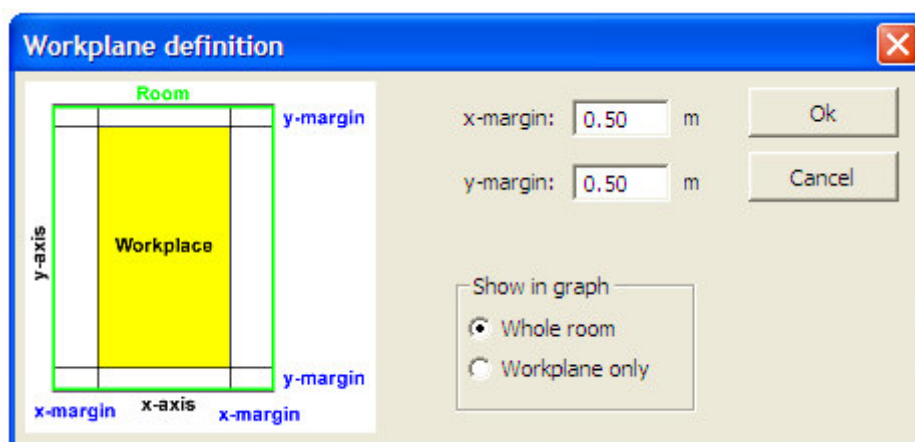 Workplane definition
Room
y-margin
y-axis
Workplace
y-margin
x-margin
x-axis
x-margin
x-margin: 0.50 m
y-margin: 0.50 m
Ok
Cancel
Show in graph
Whole room
Workplane only